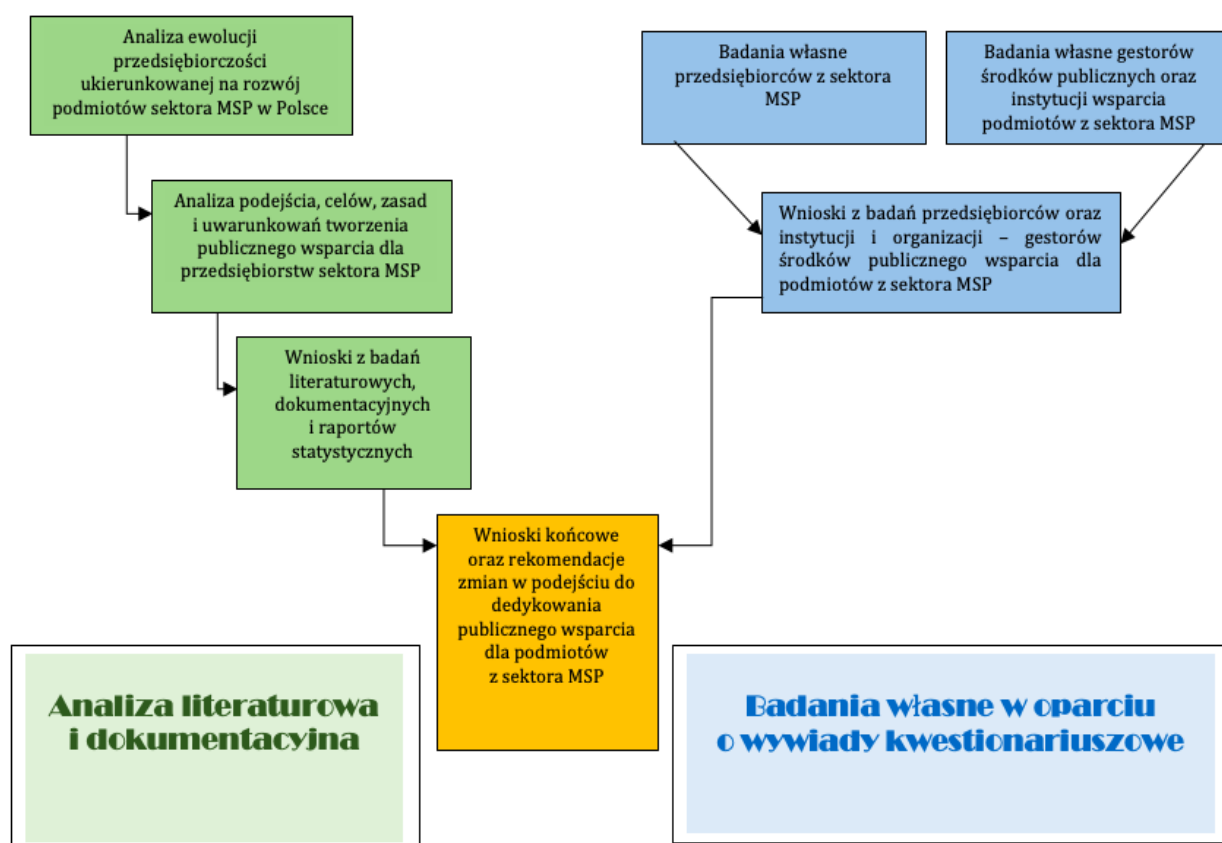 Analiza ewolucji
przedsiębiorczości
ukierunkowanej na rozwój
podmiotów sektora MSP w Polsce
Badania własne
przedsiębiorców z sektora
MSP
Badania własne gestorów
środków publicznych oraz
instytucji wsparcia
podmiotów z sektora MSP
Analiza podejścia, celów, zasad
i uwarunkowań tworzenia
publicznego wsparcia dla
przedsiębiorstw sektora MSP
Wnioski z badań przedsiębiorców oraz
instytucji i organizacji – gestorów
środków publicznego wsparcia dla
podmiotów z sektora MSP
Wnioski z badań
literaturowych,
dokumentacyjnych
i raportów
statystycznych
Wnioski końcowe
oraz rekomendacje
zmian w podejściu do
dedykowania
publicznego wsparcia
dla podmiotów
z sektora MSP
Analiza literaturowa
i dokumentacyjna
Badania własne w oparciu
o wywiady kwestionariuszowe